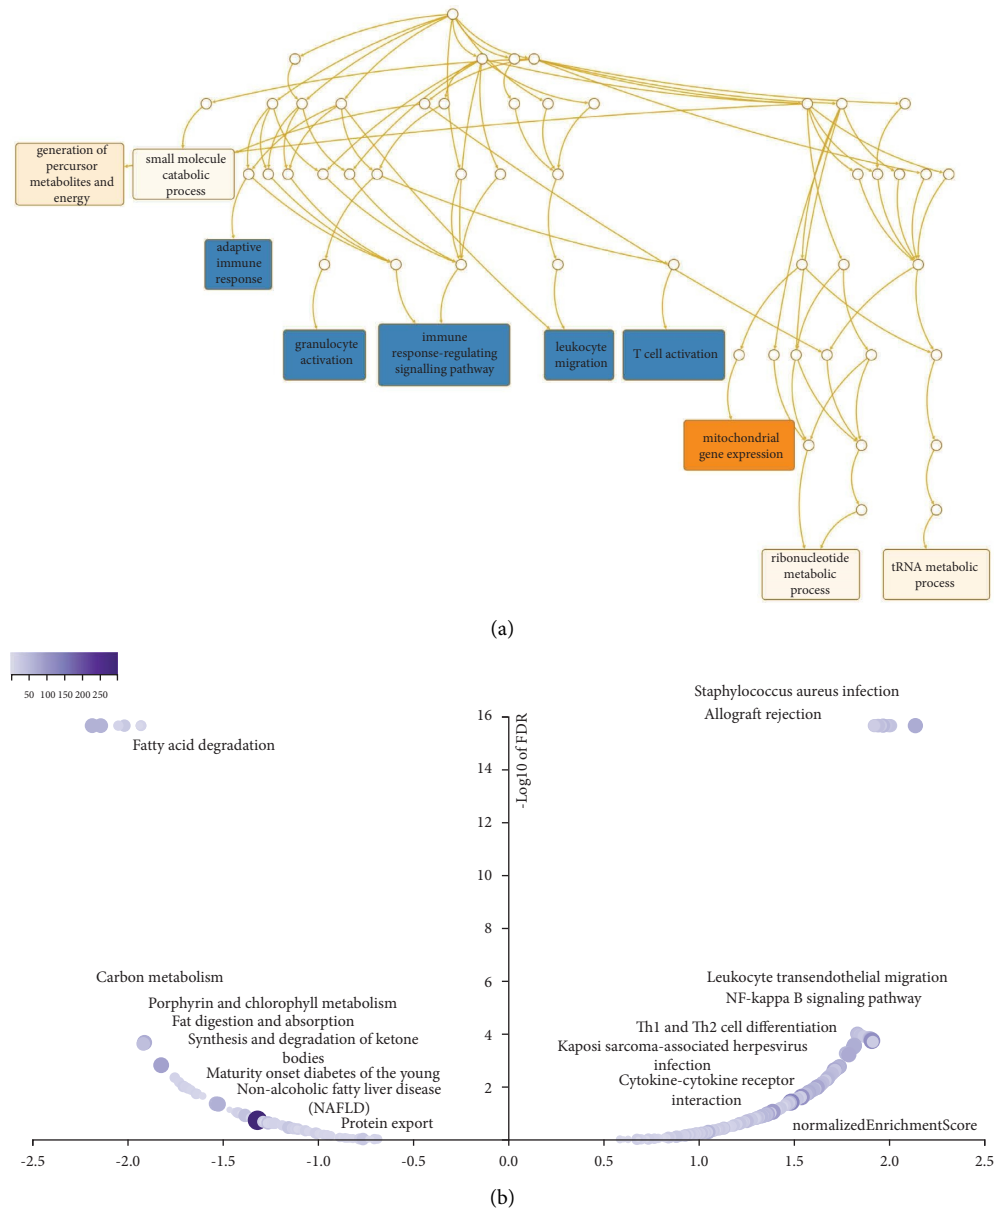 generation of
percursor
metabolites and
energy
small molecule
catabolic
process
adaptive
immune
response
granulocyte
activation
immune
response-regulating
signalling pathway
leukocyte
migration
T cell activation
mitochondrial
gene expression
ribonucleotide
metabolic
process
tRNA metabolic
process
(a)
50 100 150 200 250
Staphylococcus aureus infection
Allograft rejection
Fatty acid degradation
-Log10 of FDR
16
14
12
10
8
6
4
2
Carbon metabolism
Porphyrin and chlorophyll metabolism
Fat digestion and absorption
Synthesis and degradation of ketone
bodies
Maturity onset diabetes of the young
Non-alcoholic fatty liver disease
(NAFLD)
Protein export
Leukocyte transendothelial migration
NF-kappa B signaling pathway
Th1 and Th2 cell differentiation
Kaposi sarcoma-associated herpesvirus
infection
Cytokine-cytokine receptor
interaction
normalizedEnrichmentScore
-2.5 -2.0 -1.5 -1.0 -0.5 0.0 0.5 1.0 1.5 2.0 2.5
(b)